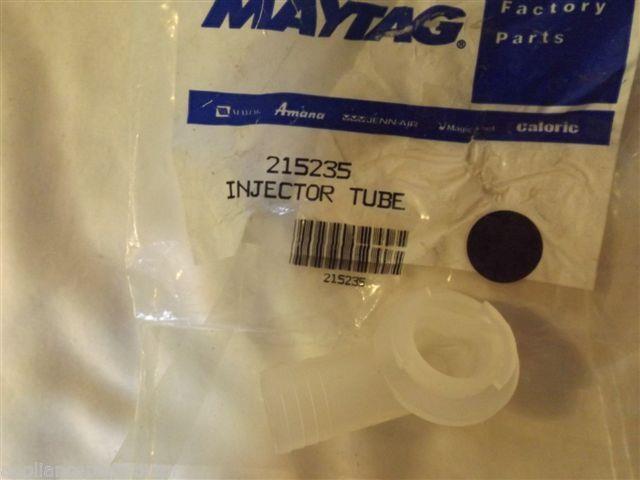 MAYTAG®
Factory
Parts
Amana
JENN-AIR
Caloric
215235
INJECTOR TUBE
215235